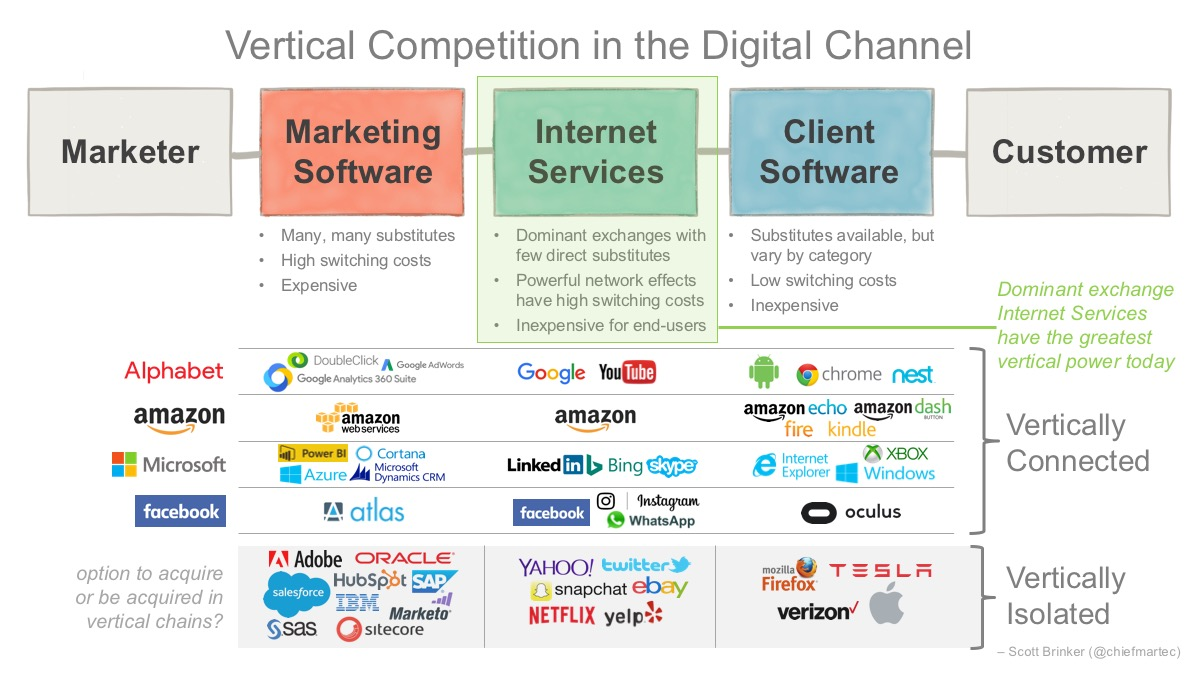 Vertical Competition in the Digital Channel
Marketer
Marketing
Software
Internet
Services
Client
Software
Customer
• Many, many substitutes
• High switching costs
• Expensive
• Dominant exchanges with
few direct substitutes
• Powerful network effects
have high switching costs
• Inexpensive for end-users
• Substitutes available, but
vary by category
• Low switching costs
• Inexpensive
Dominant exchange
Internet Services
have the greatest
vertical power today
Alphabet
DoubleClick
Google AdWords
Google Analytics 360 Suite
Google
YouTube
chrome
nest
amazon
amazon
webservices
amazon
amazon echo
amazon dash
BUTTON
fire
kindle
Microsoft
Power BI
Cortana
Azure
Microsoft
Dynamics CRM
Linked in
Bing
skype
Internet
Explorer
XBOX
Windows
facebook
atlas
facebook
Instagram
WhatsApp
oculus
Vertically
Connected
option to acquire
or be acquired in
vertical chains?
Adobe
ORACLE
salesforce
HubSpot
SAP
IBM
Marketo
sas
sitecore
YAHOO!
twitter
snapchat
ebay
NETFLIX
yelp
mozilla
Firefox
TESLA
verizon
Vertically
Isolated
– Scott Brinker (@chiefmartec)